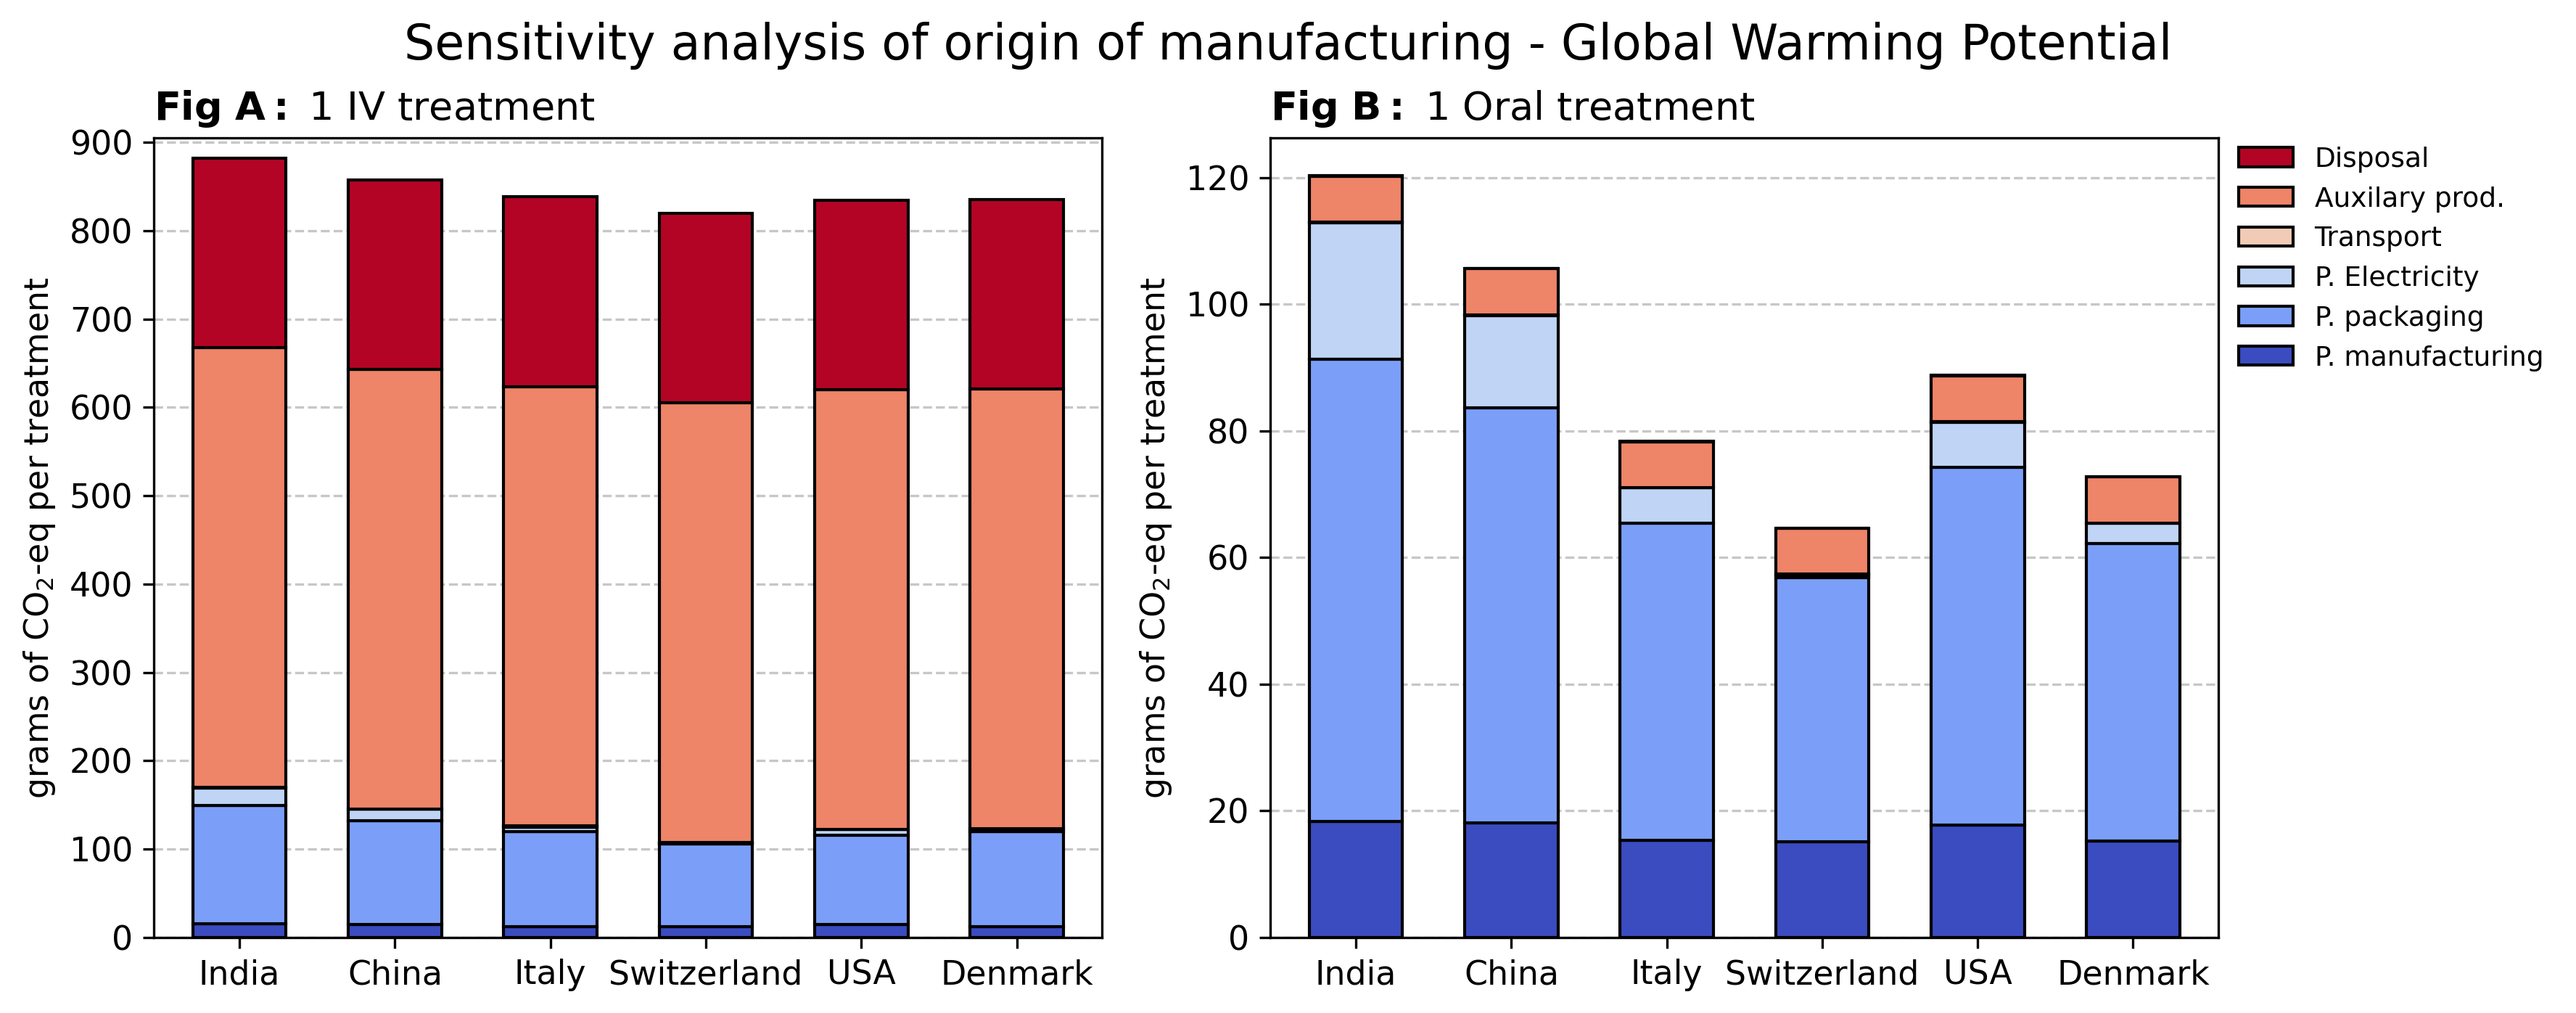 Sensitivity analysis of origin of manufacturing - Global Warming Potential
Fig A: 1 IV treatment
grams of CO₂-eq per treatment
900
800
700
600
500
400
300
200
100
0
India China Italy Switzerland USA Denmark
Fig B: 1 Oral treatment
grams of CO₂-eq per treatment
120
100
80
60
40
20
0
India China Italy Switzerland USA Denmark
Disposal
Auxilary prod.
Transport
P. Electricity
P. packaging
P. manufacturing